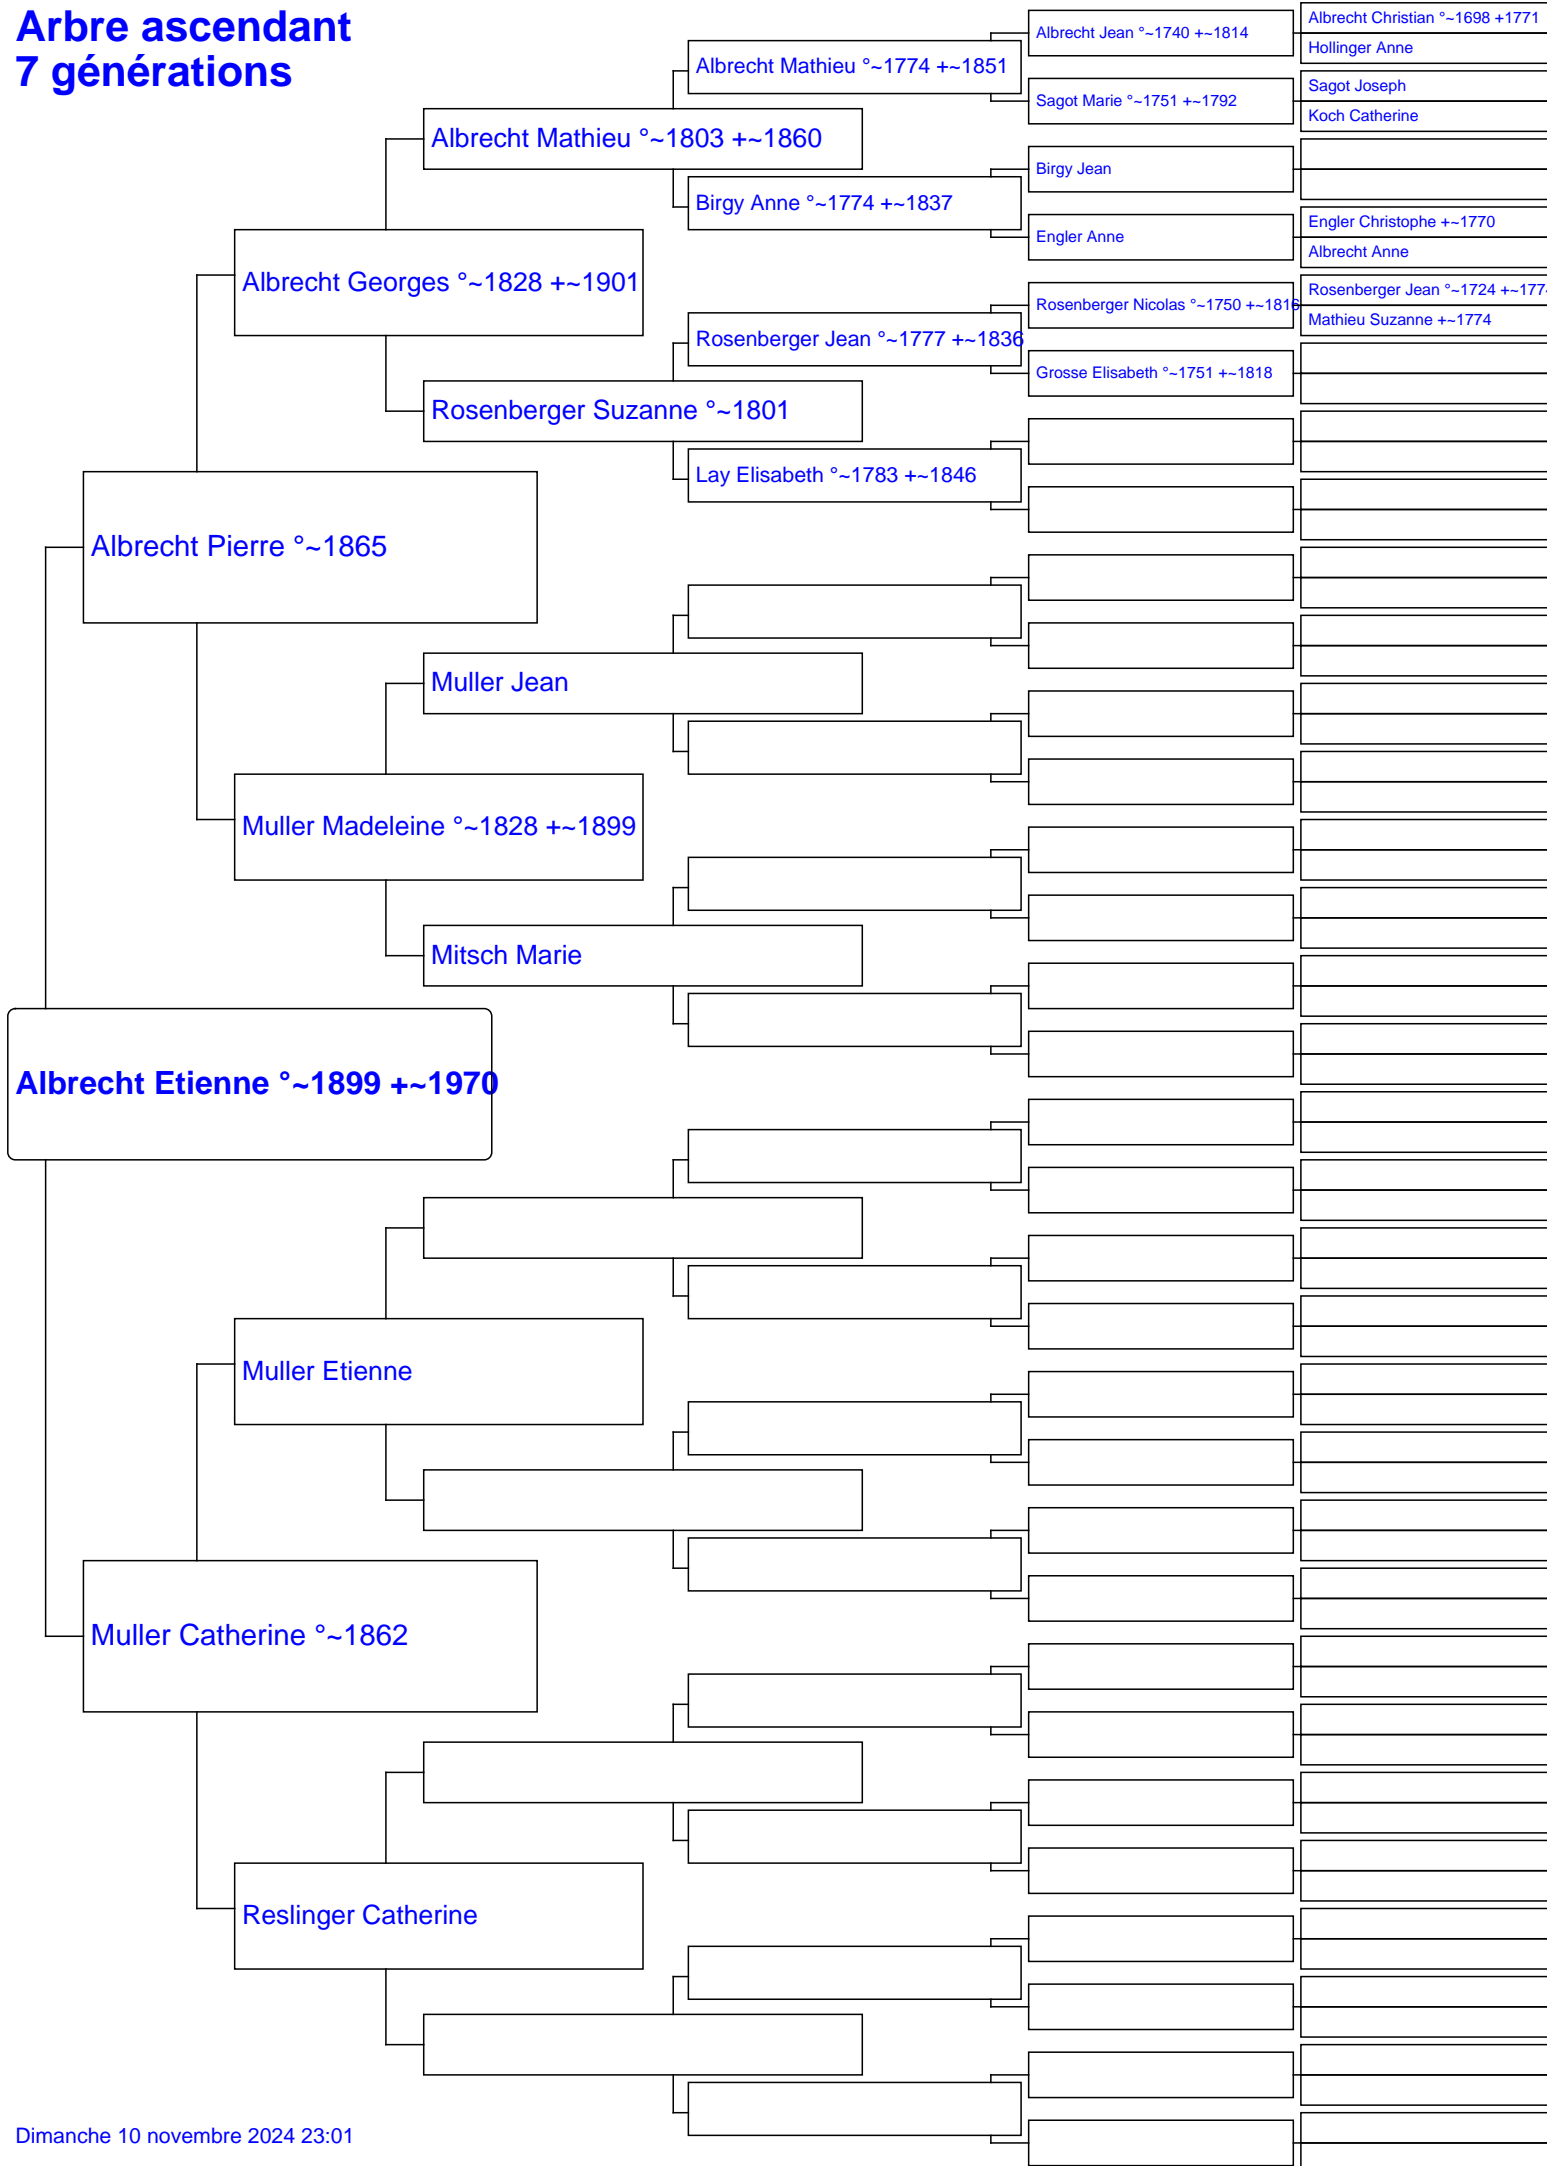 Arbre ascendant
7 générations
Albrecht Jean °~1740 +~1814
Albrecht Christian °~1698 +1771
Hollinger Anne
Albrecht Mathieu °~1774 +~1851
Sagot Marie °~1751 +~1792
Sagot Joseph
Koch Catherine
Albrecht Mathieu °~1803 +~1860
Birgy Jean
Birgy Anne °~1774 +~1837
Engler Anne
Engler Christophe +~1770
Albrecht Anne
Albrecht Georges °~1828 +~1901
Rosenberger Nicolas °~1750 +~1816
Rosenberger Jean °~1724 +~1774
Mathieu Suzanne +~1774
Rosenberger Jean °~1777 +~1836
Grosse Elisabeth °~1751 +~1818
Rosenberger Suzanne °~1801
Lay Elisabeth °~1783 +~1846
Albrecht Pierre °~1865
Muller Jean
Muller Madeleine °~1828 +~1899
Mitsch Marie
Albrecht Etienne °~1899 +~1970
Muller Etienne
Muller Catherine °~1862
Reslinger Catherine
Dimanche 10 novembre 2024 23:01